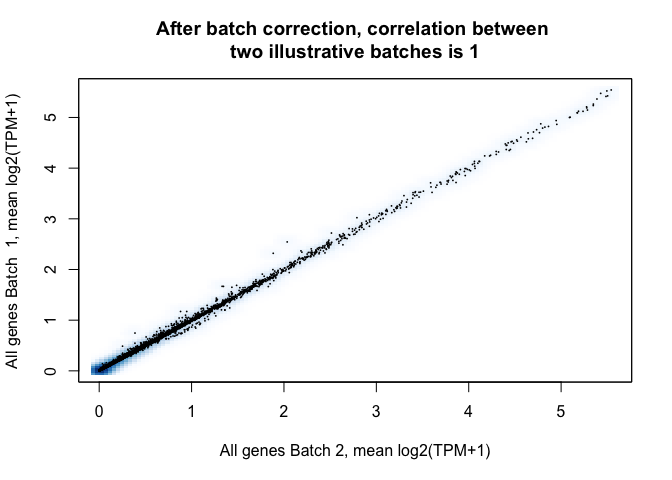 After batch correction, correlation between
two illustrative batches is 1
All genes Batch  1, mean log2(TPM+1)
5
4
3
2
1
0
0 1 2 3 4 5
All genes Batch 2, mean log2(TPM+1)